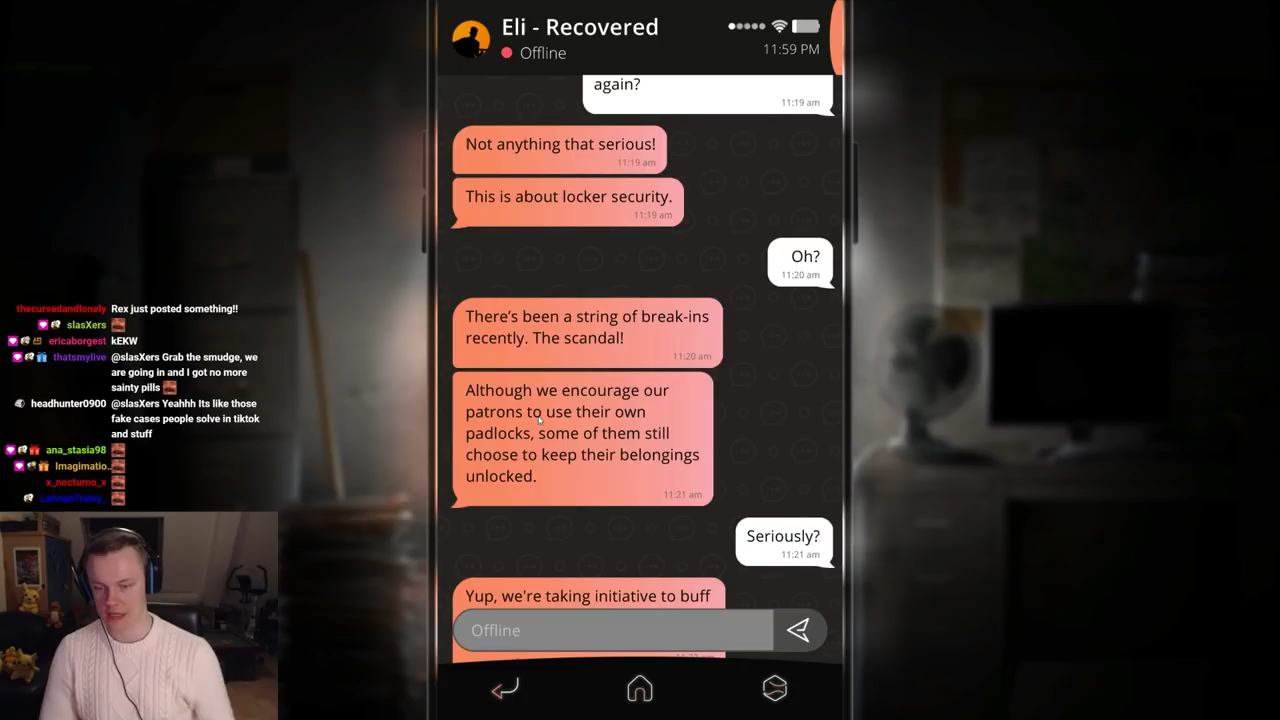 Eli - Recovered
Offline
11:59 PM
again?
11:19 am
Not anything that serious!
11:19 am
This is about locker security.
11:19 am
Oh?
11:20 am
There's been a string of break-ins
recently. The scandal!
11:20 am
Although we encourage our
patrons to use their own
padlocks, some of them still
choose to keep their belongings
unlocked.
11:21 am
Seriously?
11:21 am
Yup, we're taking initiative to buff
Offline
thecursedandlonely Rex just posted something!!
slasXers
ericaborgest kEKW
thatsmylive @slasXers Grab the smudge, we
are going in and I got no more
sainty pills
headhunter0900 @slasXers Yeahhh Its like those
fake cases people solve in tiktok
and stuff
ana_stasia98
Imagimatio..
x_nocturno_x